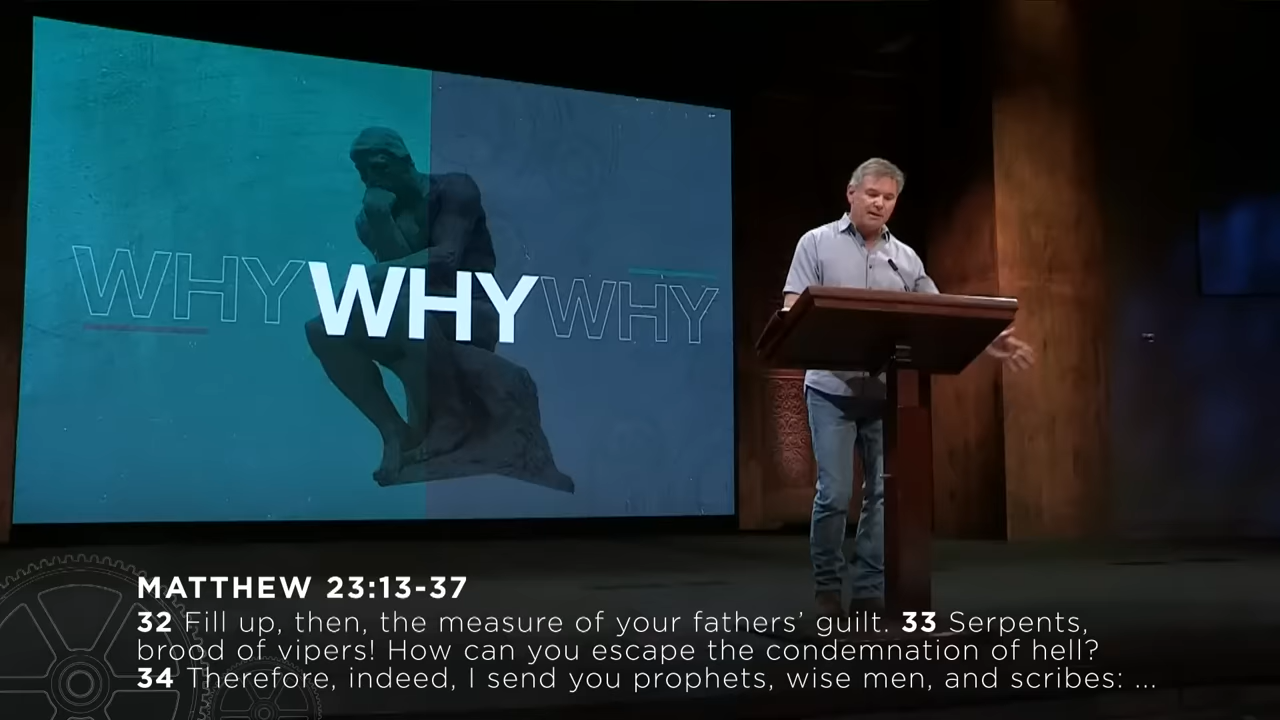 WHY WHY WHY
MATTHEW 23:13-37
32 Fill up, then, the measure of your fathers’ guilt. 33 Serpents,
brood of vipers! How can you escape the condemnation of hell?
34 Therefore, indeed, I send you prophets, wise men, and scribes: ...